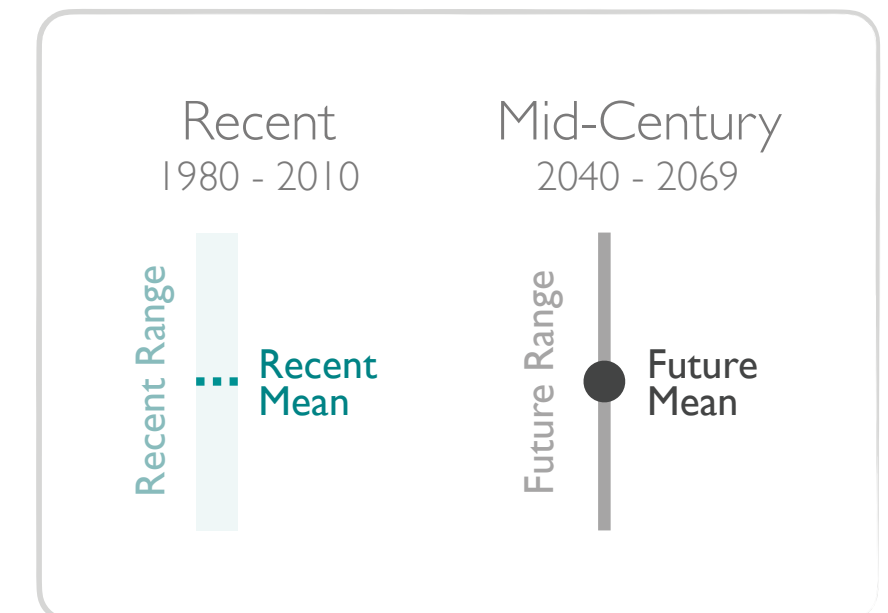 Recent
1980 - 2010
Recent Range
Recent
Mean
Mid-Century
2040 - 2069
Future Range
Future
Mean